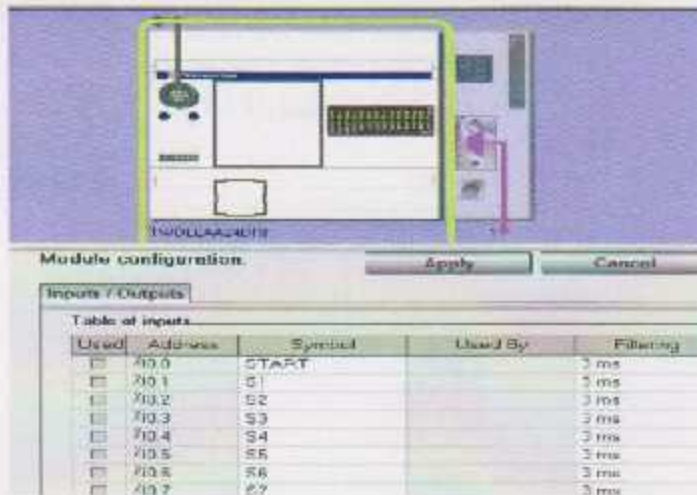 Module configuration. Apply Cancel
Inputs / Outputs
Table of inputs
Used Address Symbol Used By Filtering
%I0.0 START 3 ms
%I0.1 S1 3 ms
%I0.2 S2 3 ms
%I0.3 S3 3 ms
%I0.4 S4 3 ms
%I0.5 S5 3 ms
%I0.6 S6 3 ms
%I0.7 S7 3 ms